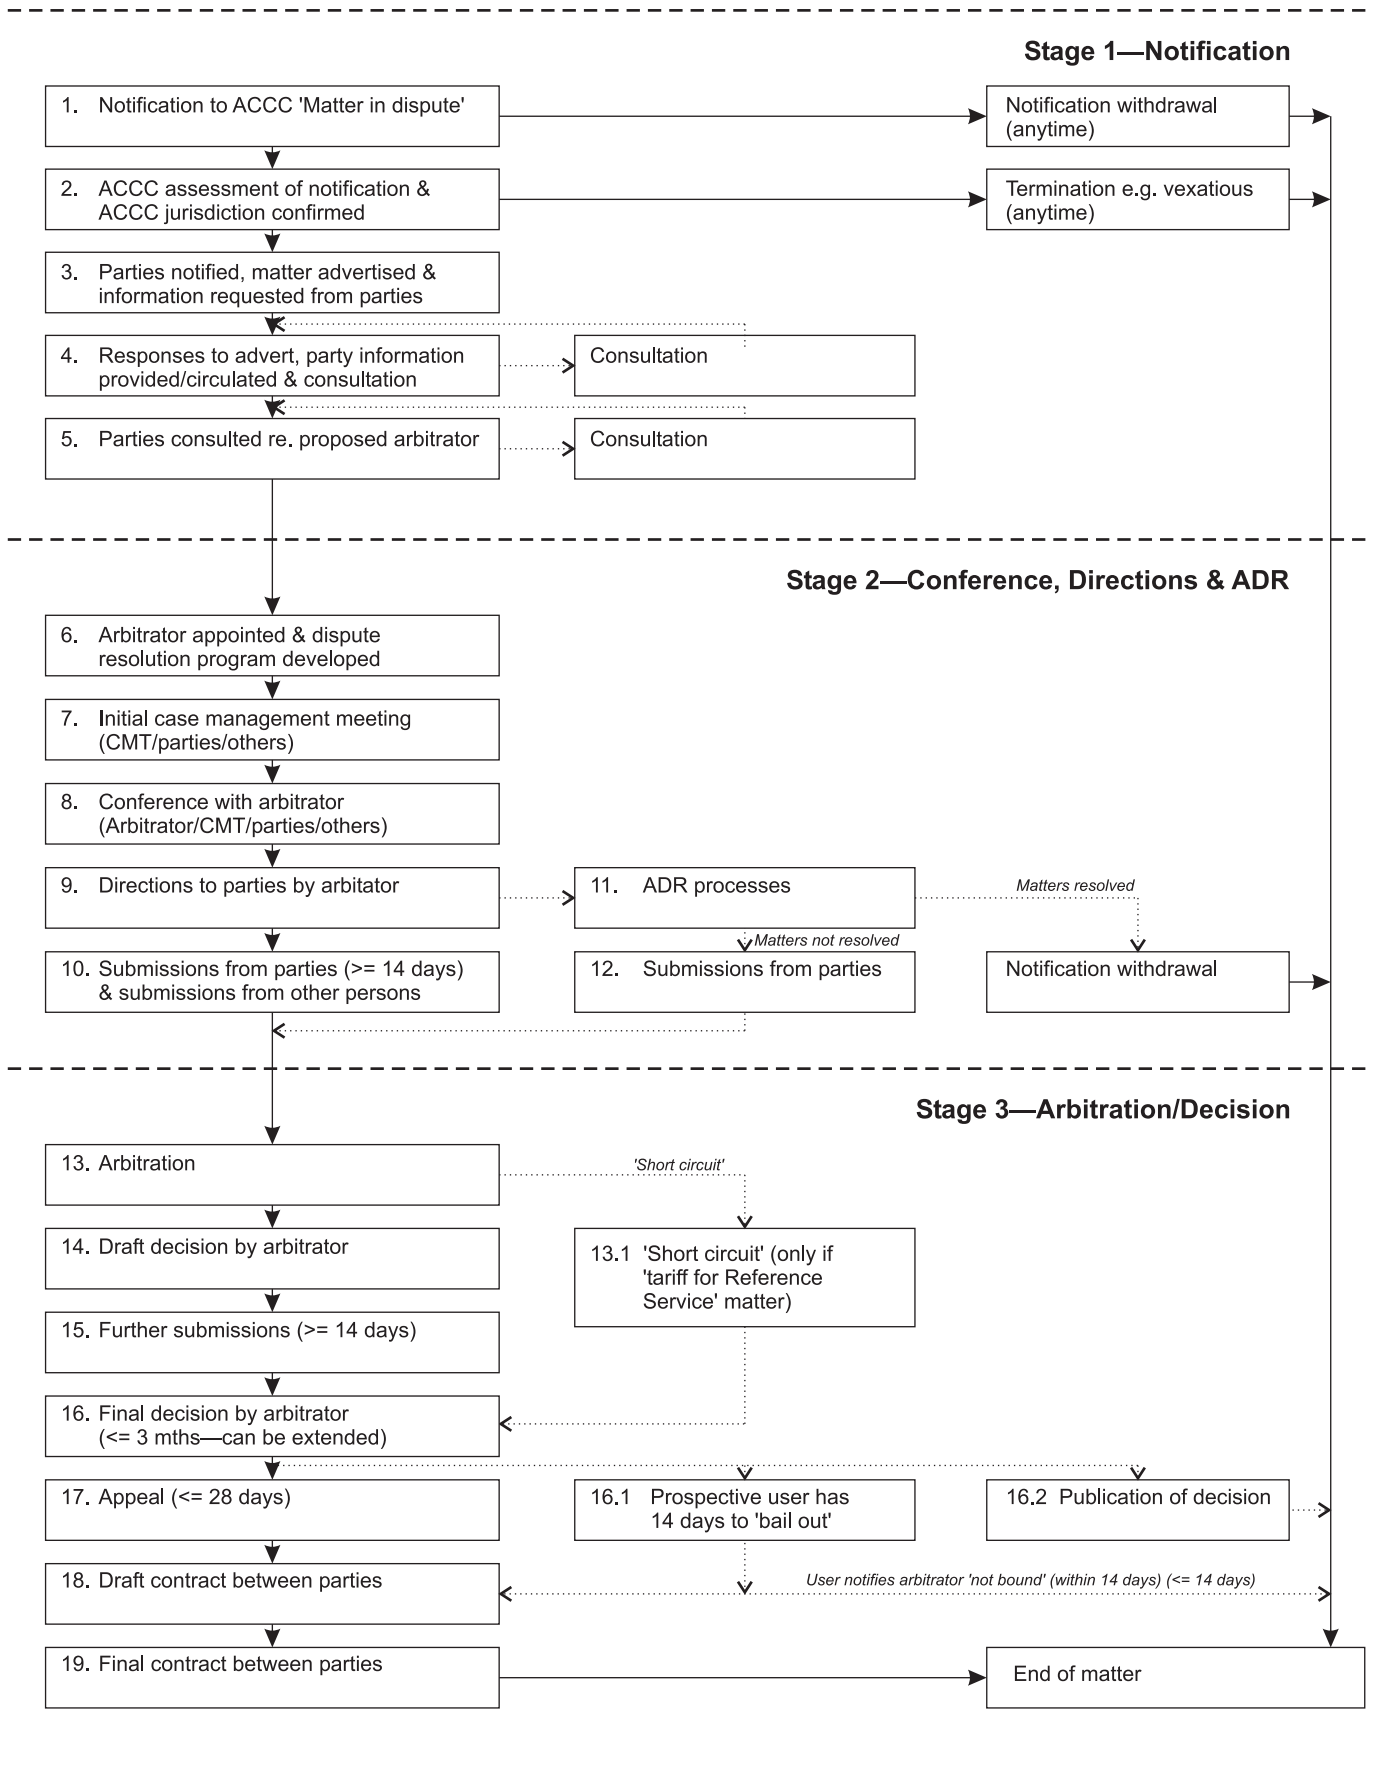 Stage 1—Notification
1. Notification to ACCC 'Matter in dispute'
Notification withdrawal
(anytime)
2. ACCC assessment of notification &
ACCC jurisdiction confirmed
Termination e.g. vexatious
(anytime)
3. Parties notified, matter advertised &
information requested from parties
4. Responses to advert, party information
provided/circulated & consultation
Consultation
5. Parties consulted re. proposed arbitrator
Consultation
Stage 2—Conference, Directions & ADR
6. Arbitrator appointed & dispute
resolution program developed
7. Initial case management meeting
(CMT/parties/others)
8. Conference with arbitrator
(Arbitrator/CMT/parties/others)
9. Directions to parties by arbitator
11. ADR processes
Matters resolved
Matters not resolved
10. Submissions from parties (>= 14 days)
& submissions from other persons
12. Submissions from parties
Notification withdrawal
Stage 3—Arbitration/Decision
13. Arbitration
'Short circuit'
14. Draft decision by arbitrator
13.1 'Short circuit' (only if
'tariff for Reference
Service' matter)
15. Further submissions (>= 14 days)
16. Final decision by arbitrator
(<= 3 mths—can be extended)
17. Appeal (<= 28 days)
16.1 Prospective user has
14 days to 'bail out'
16.2 Publication of decision
18. Draft contract between parties
User notifies arbitrator 'not bound' (within 14 days) (<= 14 days)
19. Final contract between parties
End of matter